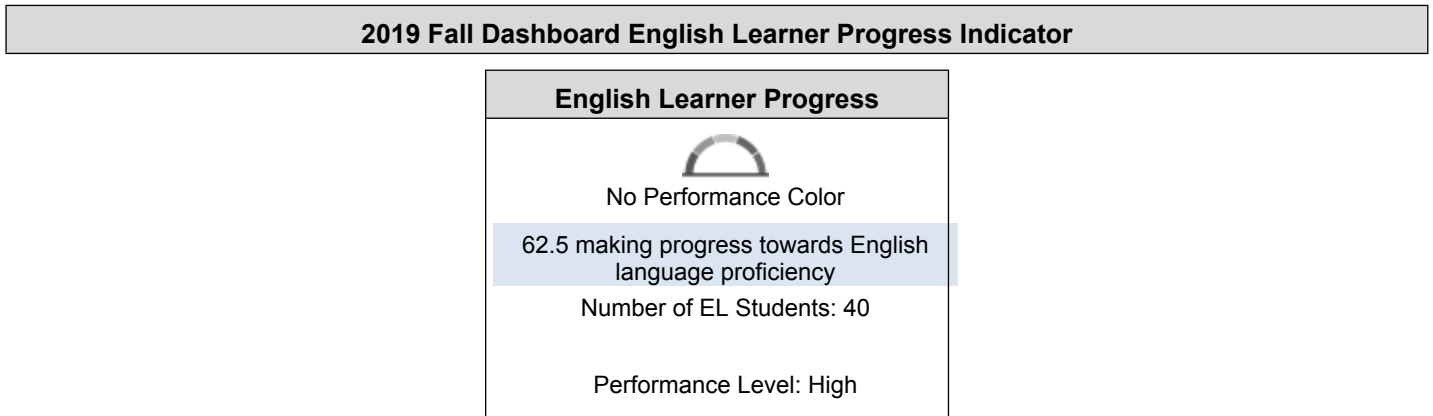 2019 Fall Dashboard English Learner Progress Indicator
English Learner Progress
No Performance Color
62.5 making progress towards English
language proficiency
Number of EL Students: 40
Performance Level: High